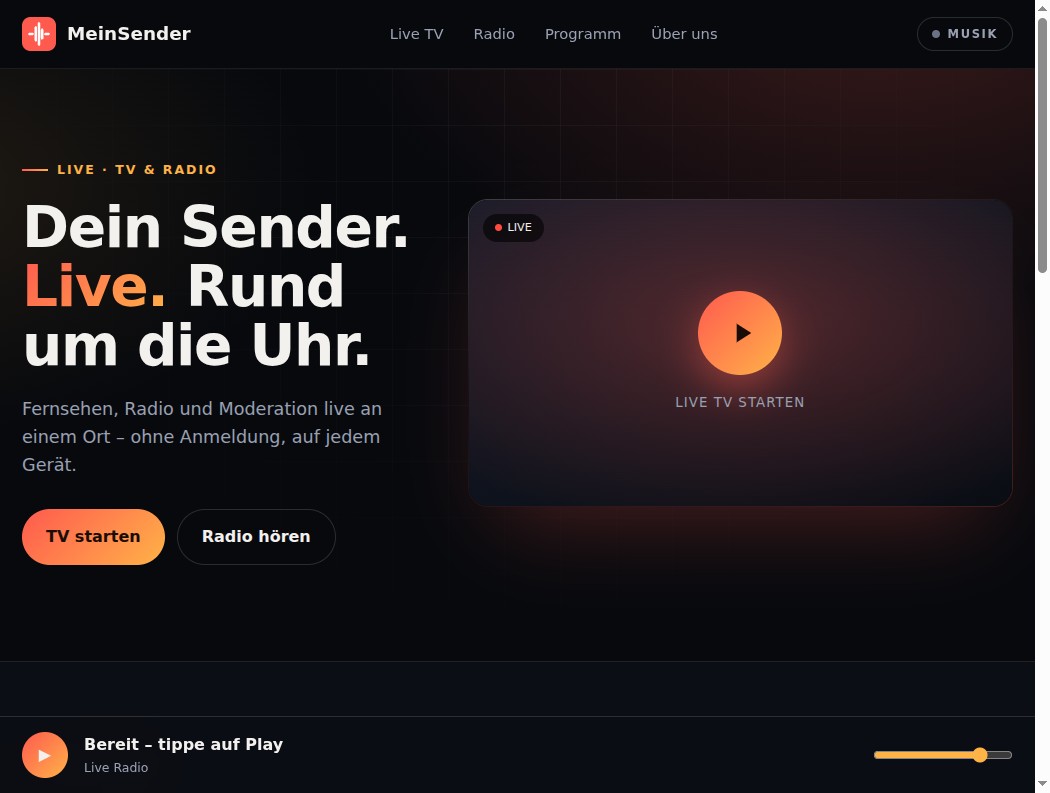 MeinSender
Live TV
Radio
Programm
Über uns
MUSIK
LIVE · TV & RADIO
Dein Sender.
Live. Rund
um die Uhr.
Fernsehen, Radio und Moderation live an
einem Ort – ohne Anmeldung, auf jedem
Gerät.
TV starten
Radio hören
LIVE
LIVE TV STARTEN
Bereit – tippe auf Play
Live Radio